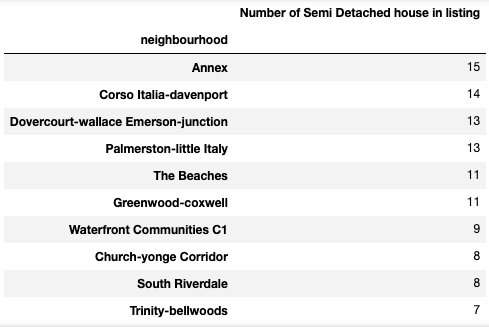 Number of Semi Detached house in listing
neighbourhood
Annex 15
Corso Italia-davenport 14
Dovercourt-wallace Emerson-junction 13
Palmerston-little Italy 13
The Beaches 11
Greenwood-coxwell 11
Waterfront Communities C1 9
Church-yonge Corridor 8
South Riverdale 8
Trinity-bellwoods 7